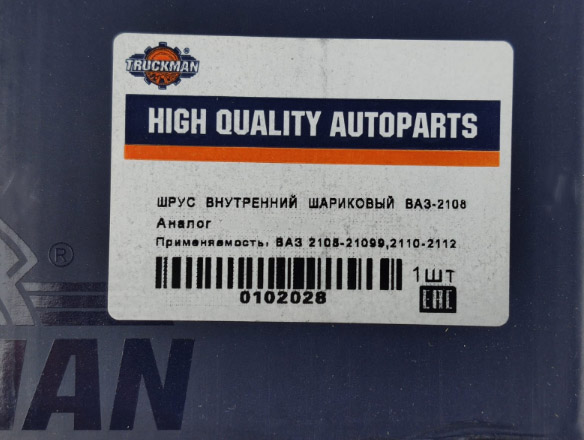 TRUCKMAN ®
HIGH QUALITY AUTOPARTS
ШРУС ВНУТРЕННИЙ ШАРИКОВЫЙ ВАЗ-2108
Аналог
Применяемость: ВАЗ 2108-21099,2110-2112
1шт
0102028
EAC
®
MAN